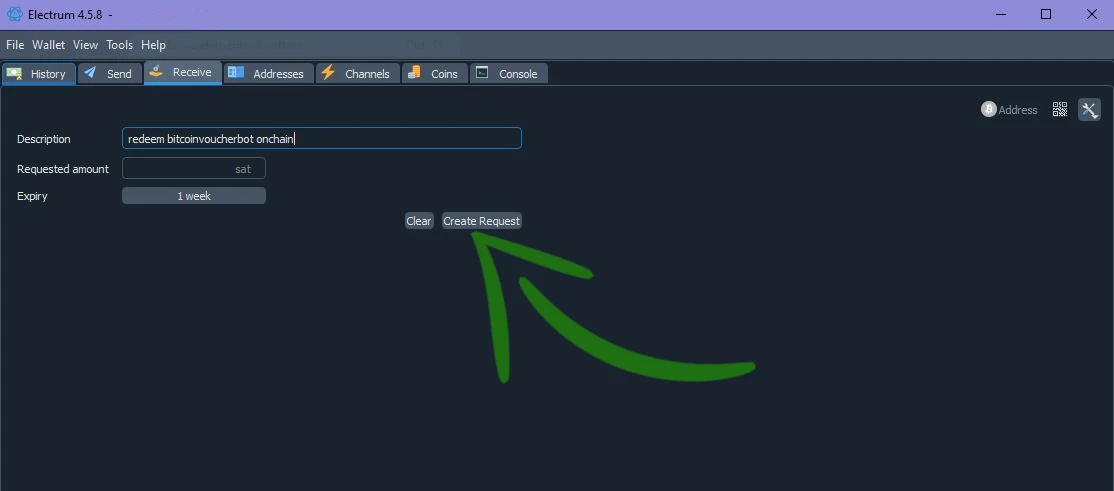 Electrum 4.5.8 -
File Wallet View Tools Help
History Send Receive Addresses Channels Coins Console
Address
Description redeem bitcoinvoucherbot onchain
Requested amount sat
Expiry 1 week
Clear Create Request